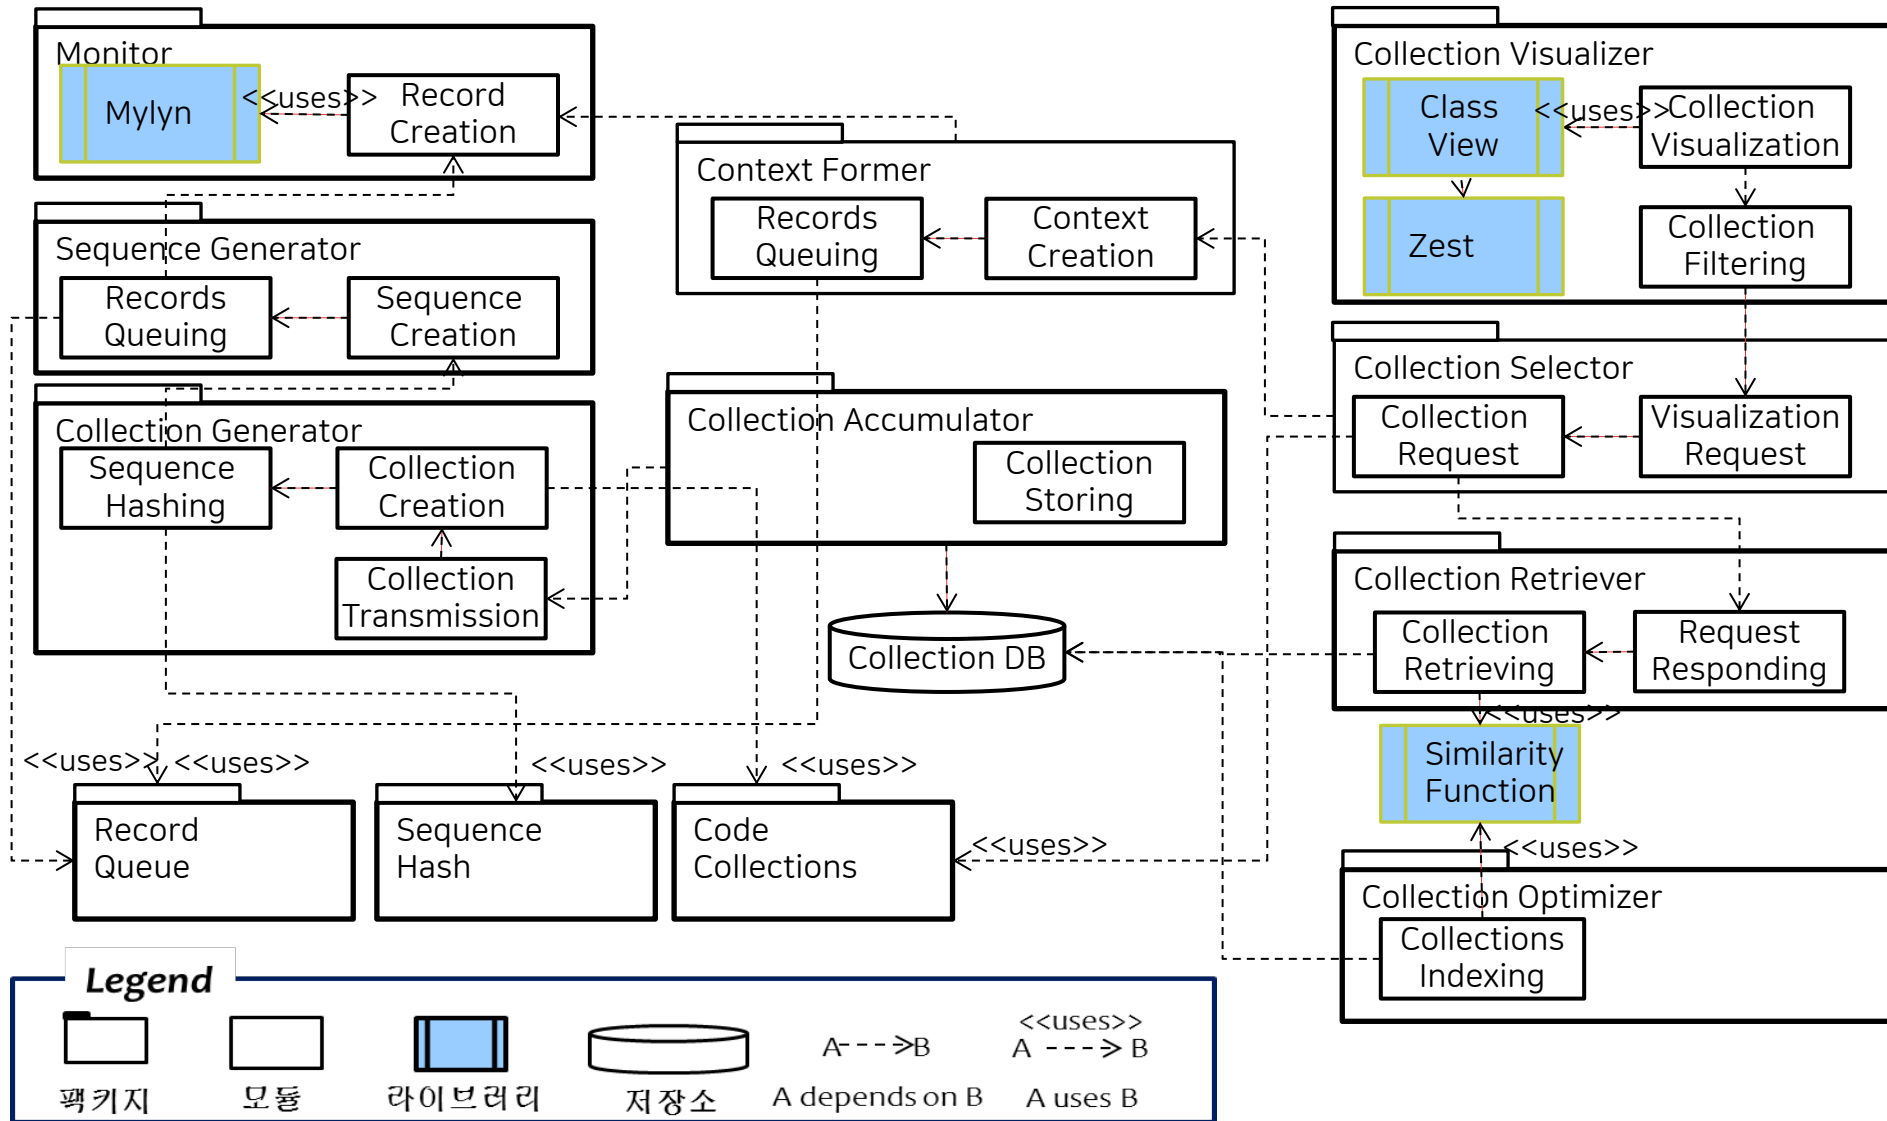 Monitor
Mylyn
<<uses>>
Record
Creation
Sequence Generator
Records
Queuing
Sequence
Creation
Collection Generator
Sequence
Hashing
Collection
Creation
Collection
Transmission
Context Former
Records
Queuing
Context
Creation
Collection Accumulator
Collection
Storing
Collection DB
Collection Visualizer
Class
View
<<uses>>
Collection
Visualization
Zest
Collection
Filtering
Collection Selector
Collection
Request
Visualization
Request
Collection Retriever
Collection
Retrieving
Request
Responding
<<uses>>
Similarity
Function
<<uses>>
Collection Optimizer
Collections
Indexing
<<uses>>
<<uses>>
<<uses>>
<<uses>>
Record
Queue
Sequence
Hash
Code
Collections
<<uses>>
Legend
팩키지
모듈
라이브러리
저장소
A B
A depends on B
<<uses>>
A B
A uses B